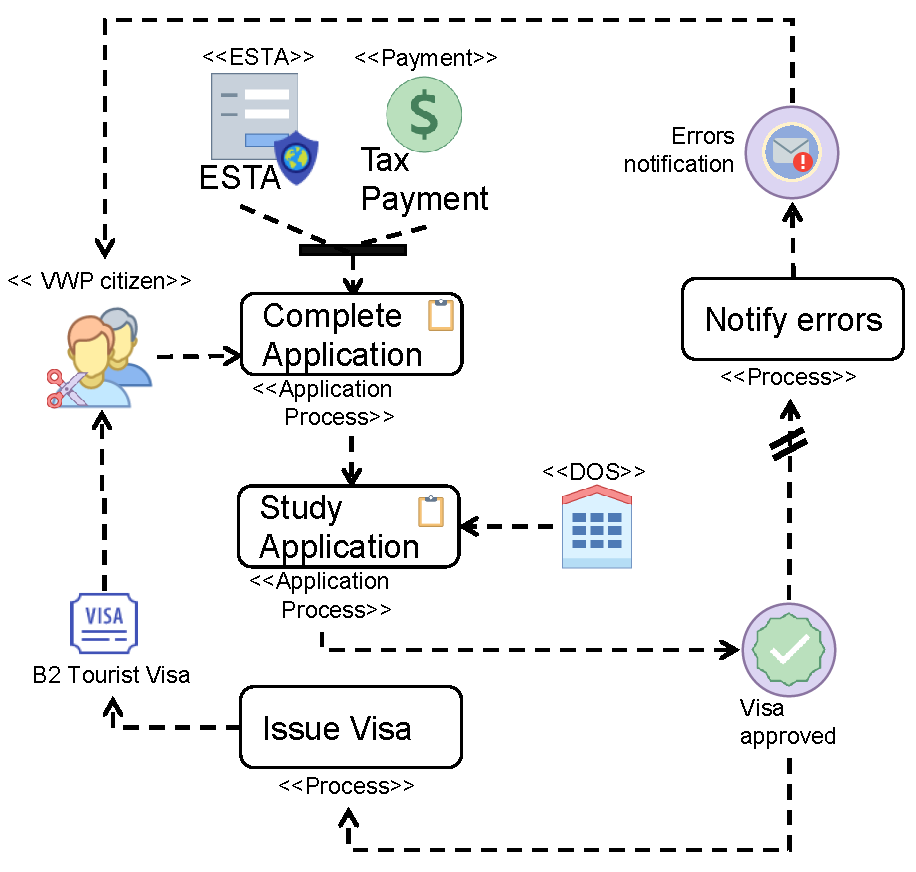 <<ESTA>>
<<Payment>>
ESTA
Tax
Payment
Errors
notification
<< VWP citizen>>
Complete
Application
<<Application
Process>>
Notify errors
<<Process>>
Study
Application
<<Application
Process>>
<<DOS>>
VISA
B2 Tourist Visa
Issue Visa
<<Process>>
Visa
approved